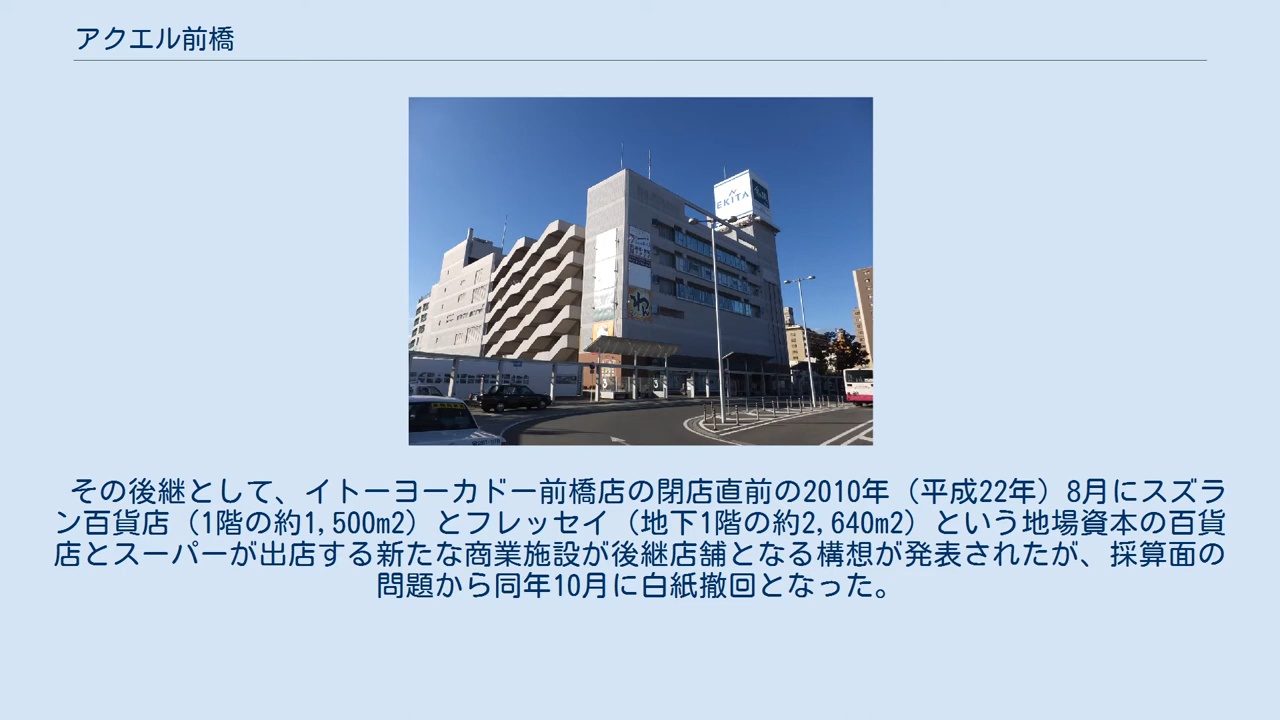 アクエル前橋
EKITA
その後継として、イトーヨーカドー前橋店の閉店直前の2010年（平成22年）8月にスズラ
ン百貨店（1階の約1,500m2）とフレッセイ（地下1階の約2,640m2）という地場資本の百貨
店とスーパーが出店する新たな商業施設が後継店舗となる構想が発表されたが、採算面の
問題から同年10月に白紙撤回となった。